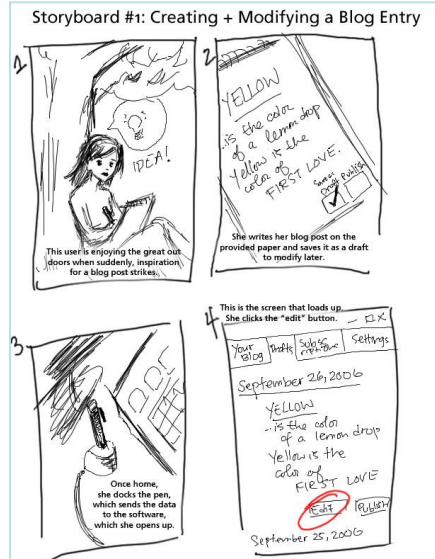 Storyboard #1: Creating + Modifying a Blog Entry
1
IDEA!
This user is enjoying the great out
doors when suddenly, inspiration
for a blog post strikes.
2
YELLOW
...is the color
of a lemon drop
Yellow is the
color of
FIRST LOVE.
Save as
Draft
Publish
She writes her blog post on the
provided paper and saves it as a draft
to modify later.
3
Once home,
she docks the pen,
which sends the data
to the software,
which she opens up.
4
This is the screen that loads up.
She clicks the "edit" button.
Your
Blog
Drafts
Subsc
riptions
Settings
September 26, 2006
YELLOW
...is the color
of a lemon drop
Yellow is the
color of
FIRST LOVE
Edit
Publish
September 25, 2006